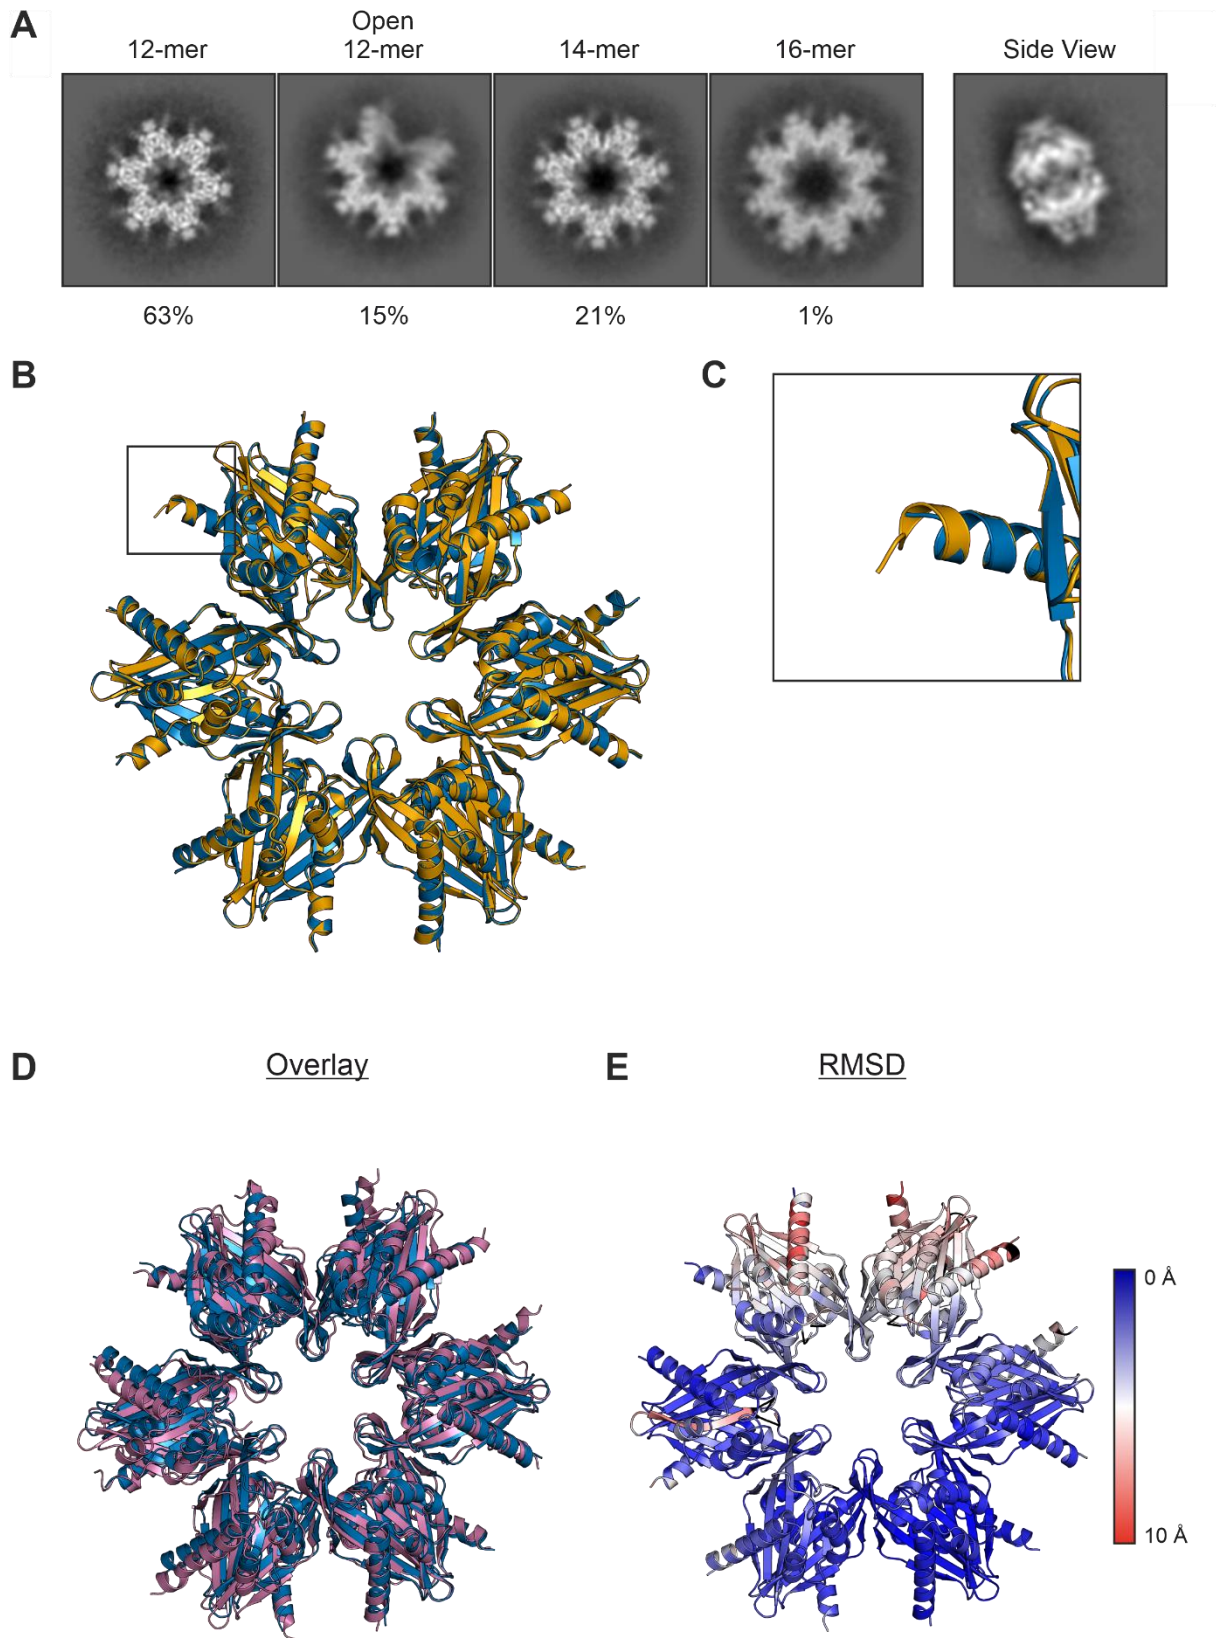 A
12-mer
Open
12-mer
14-mer
16-mer
Side View
63%
15%
21%
1%
B
C
D
Overlay
E
RMSD
0 Å
10 Å